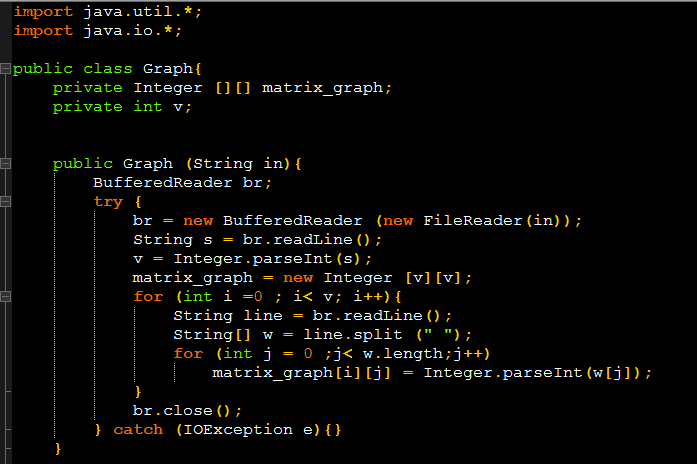 import java.util.*;
import java.io.*;
public class Graph{
private Integer [][] matrix_graph;
private int v;
public Graph (String in){
BufferedReader br;
try {
br = new BufferedReader (new FileReader(in));
String s = br.readLine();
v = Integer.parseInt(s);
matrix_graph = new Integer [v][v];
for (int i =0 ; i< v; i++){
String line = br.readLine();
String[] w = line.split (" ");
for (int j = 0 ;j< w.length;j++)
matrix_graph[i][j] = Integer.parseInt(w[j]);
}
br.close();
} catch (IOException e){}
}